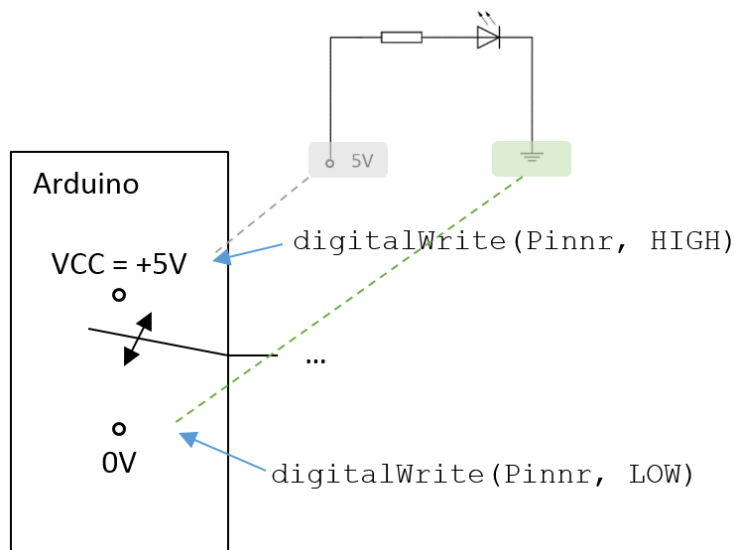 5V
Arduino
digitalWrite(Pinnr, HIGH)
VCC = +5V
...
0V
digitalWrite(Pinnr, LOW)